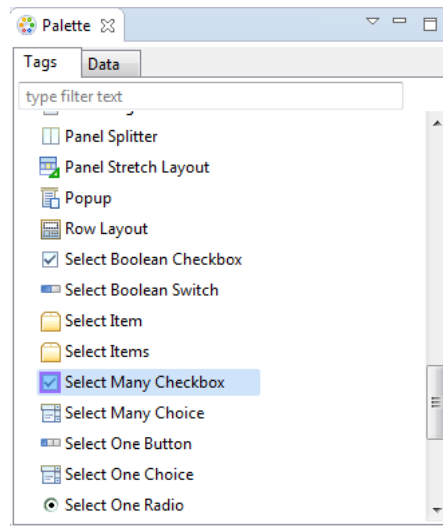 Palette
Tags Data
type filter text
Panel Splitter
Panel Stretch Layout
Popup
Row Layout
Select Boolean Checkbox
Select Boolean Switch
Select Item
Select Items
Select Many Checkbox
Select Many Choice
Select One Button
Select One Choice
Select One Radio